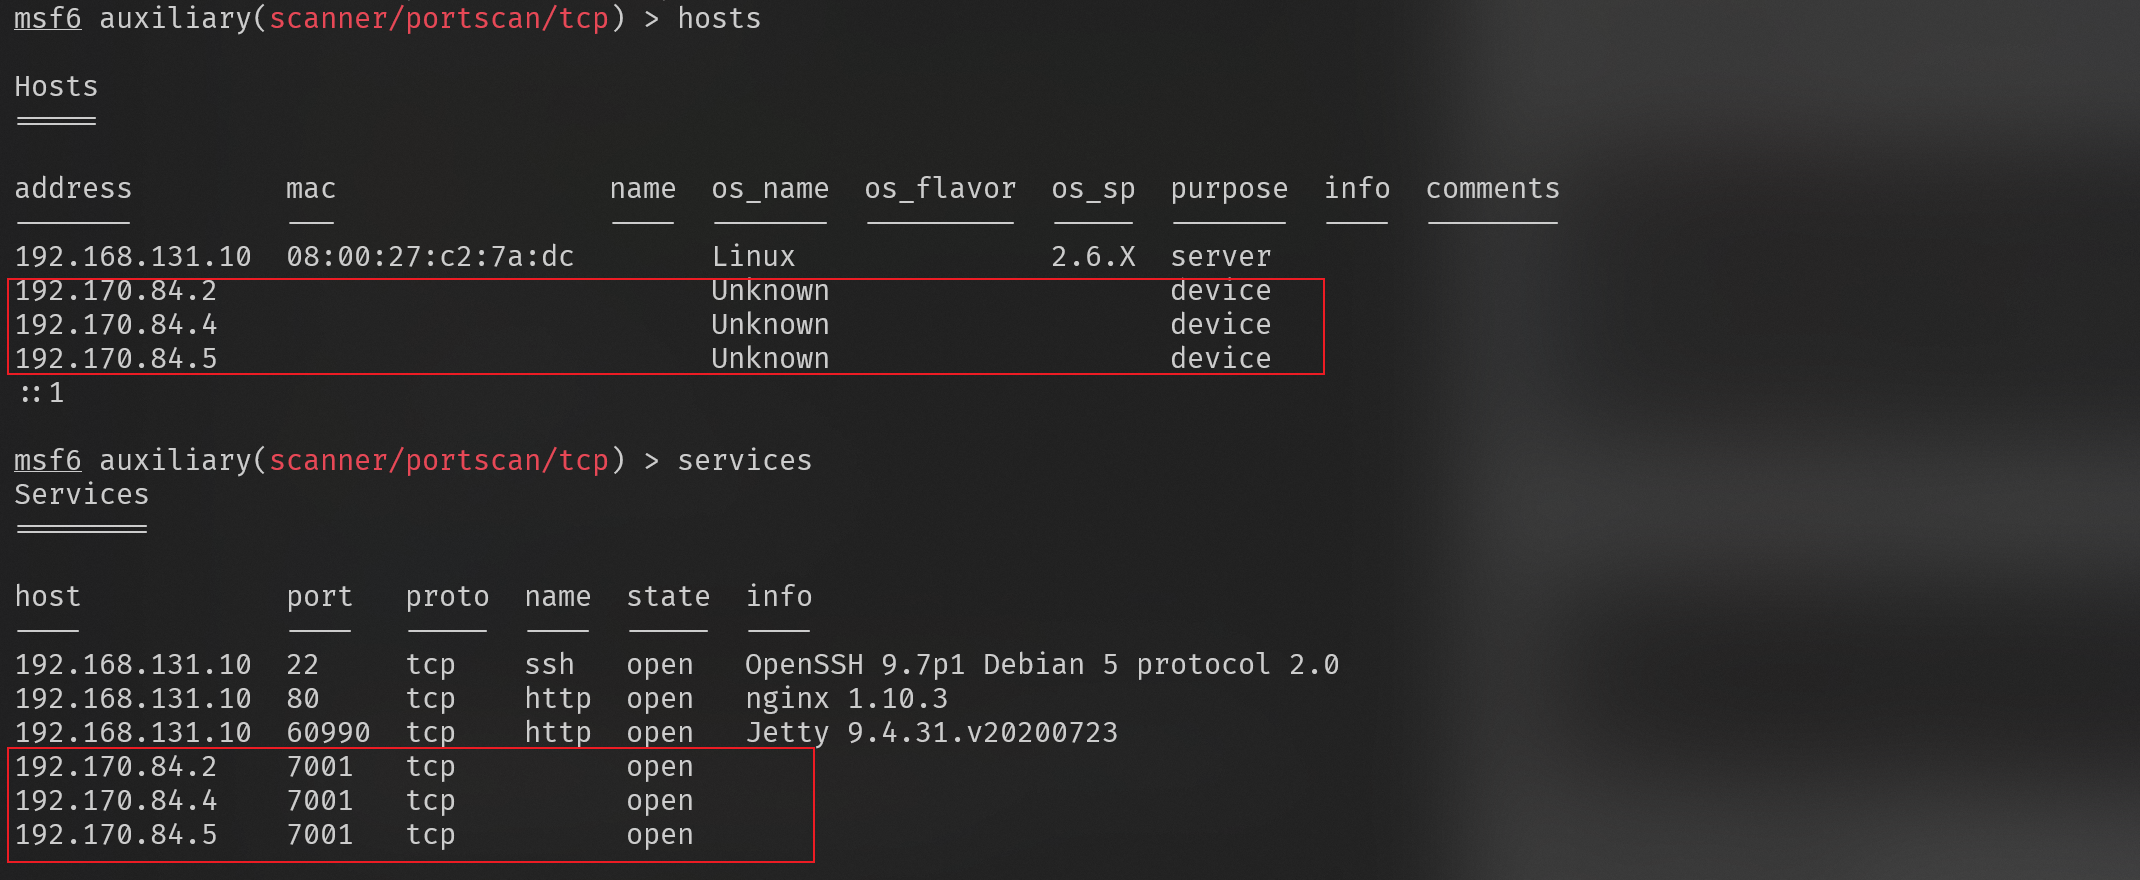 msf6 auxiliary(scanner/portscan/tcp) > hosts
Hosts
=====
address mac name os_name os_flavor os_sp purpose info comments
------- --- ---- ------- --------- ----- ------- ---- --------
192.168.131.10 08:00:27:c2:7a:dc Linux 2.6.X server
192.170.84.2 Unknown device
192.170.84.4 Unknown device
192.170.84.5 Unknown device
::1
msf6 auxiliary(scanner/portscan/tcp) > services
Services
========
host port proto name state info
---- ---- ----- ---- ----- ----
192.168.131.10 22 tcp ssh open OpenSSH 9.7p1 Debian 5 protocol 2.0
192.168.131.10 80 tcp http open nginx 1.10.3
192.168.131.10 60990 tcp http open Jetty 9.4.31.v20200723
192.170.84.2 7001 tcp open
192.170.84.4 7001 tcp open
192.170.84.5 7001 tcp open